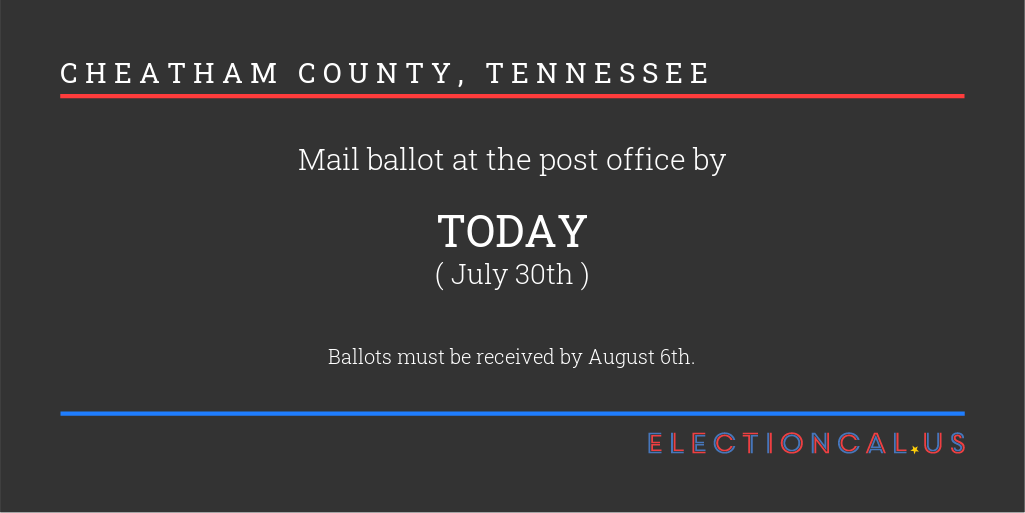 CHEATHAM COUNTY, TENNESSEE
Mail ballot at the post office by
TODAY
( July 30th )
Ballots must be received by August 6th.
ELECTIONCAL★US